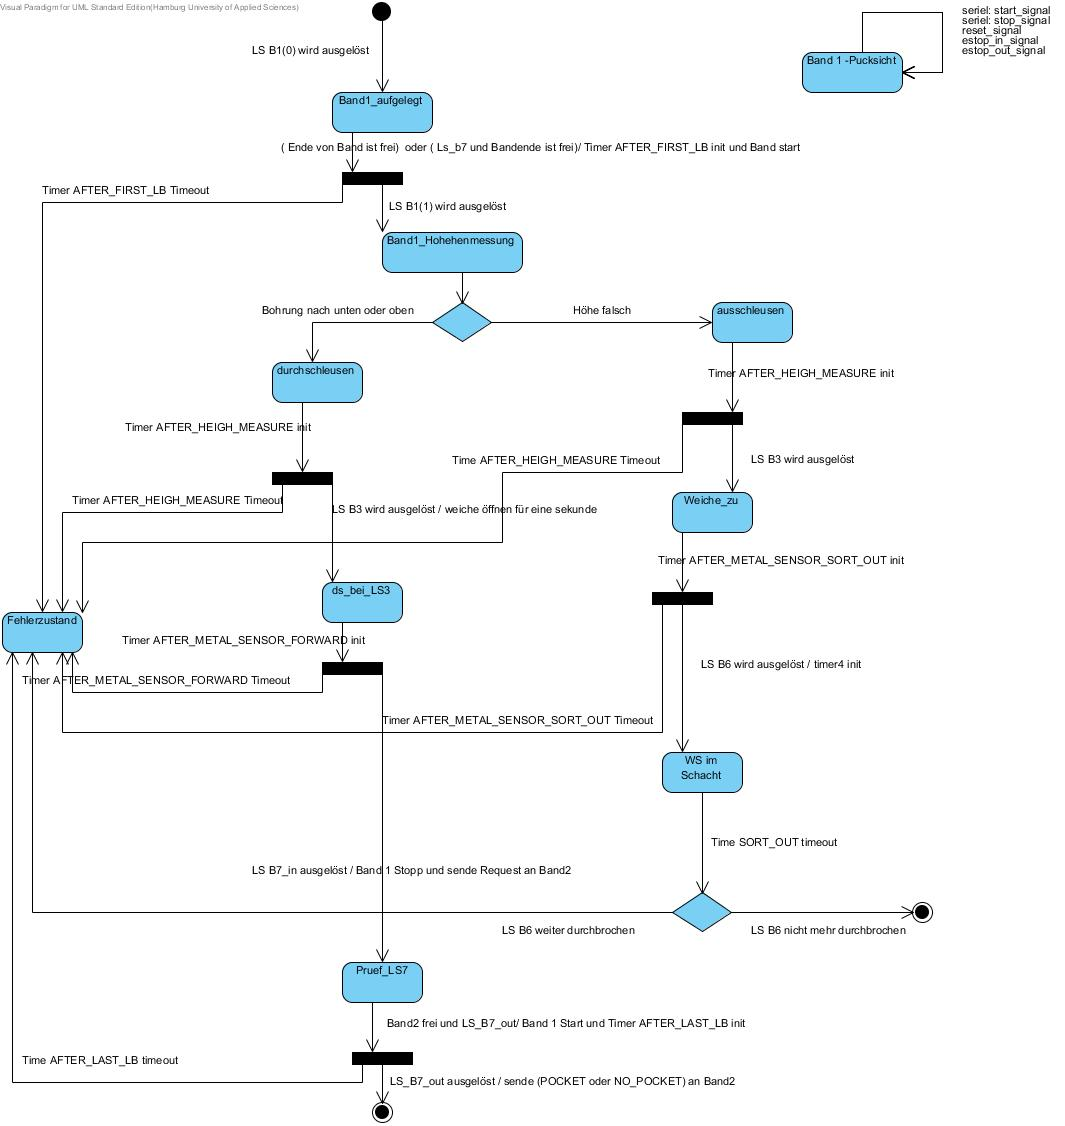 Visual Paradigm for UML Standard Edition(Hamburg University of Applied Sciences)
seriel: start_signal
seriel: stop_signal
reset_signal
estop_in_signal
estop_out_signal
LS B1(0) wird ausgelöst
Band 1 -Pucksicht
Band1_aufgelegt
( Ende von Band ist frei) oder ( Ls_b7 und Bandende ist frei)/ Timer AFTER_FIRST_LB init und Band start
Timer AFTER_FIRST_LB Timeout
LS B1(1) wird ausgelöst
Band1_Hohehenmessung
Bohrung nach unten oder oben
Höhe falsch
ausschleusen
durchschleusen
Timer AFTER_HEIGH_MEASURE init
Timer AFTER_HEIGH_MEASURE init
Time AFTER_HEIGH_MEASURE Timeout
LS B3 wird ausgelöst
Timer AFTER_HEIGH_MEASURE Timeout
LS B3 wird ausgelöst / weiche öffnen für eine sekunde
Weiche_zu
Timer AFTER_METAL_SENSOR_SORT_OUT init
ds_bei_LS3
Fehlerzustand
Timer AFTER_METAL_SENSOR_FORWARD init
LS B6 wird ausgelöst / timer4 init
Timer AFTER_METAL_SENSOR_FORWARD Timeout
Timer AFTER_METAL_SENSOR_SORT_OUT Timeout
WS im
Schacht
Time SORT_OUT timeout
LS B7_in ausgelöst / Band 1 Stopp und sende Request an Band2
LS B6 weiter durchbrochen
LS B6 nicht mehr durchbrochen
Pruef_LS7
Band2 frei und LS_B7_out/ Band 1 Start und Timer AFTER_LAST_LB init
Time AFTER_LAST_LB timeout
LS_B7_out ausgelöst / sende (POCKET oder NO_POCKET) an Band2